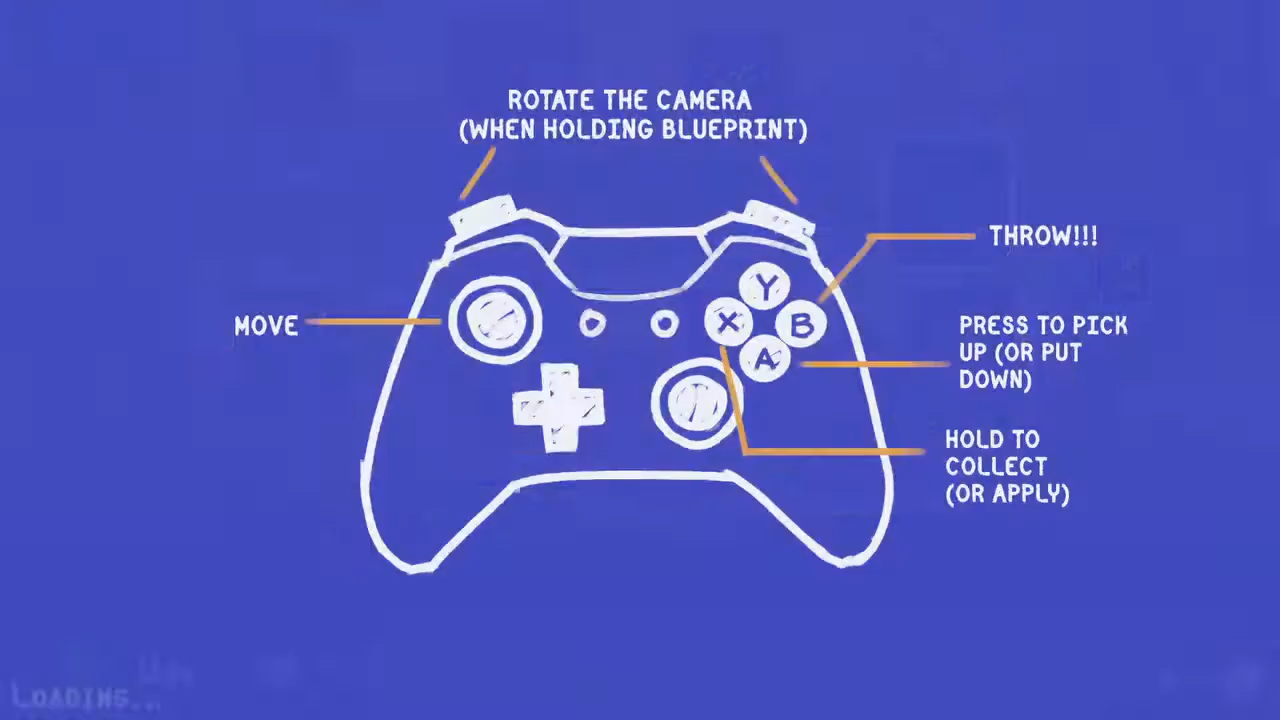 ROTATE THE CAMERA
(WHEN HOLDING BLUEPRINT)
THROW!!!
Y
X
B
A
MOVE
PRESS TO PICK
UP (OR PUT
DOWN)
HOLD TO
COLLECT
(OR APPLY)
LOADING...